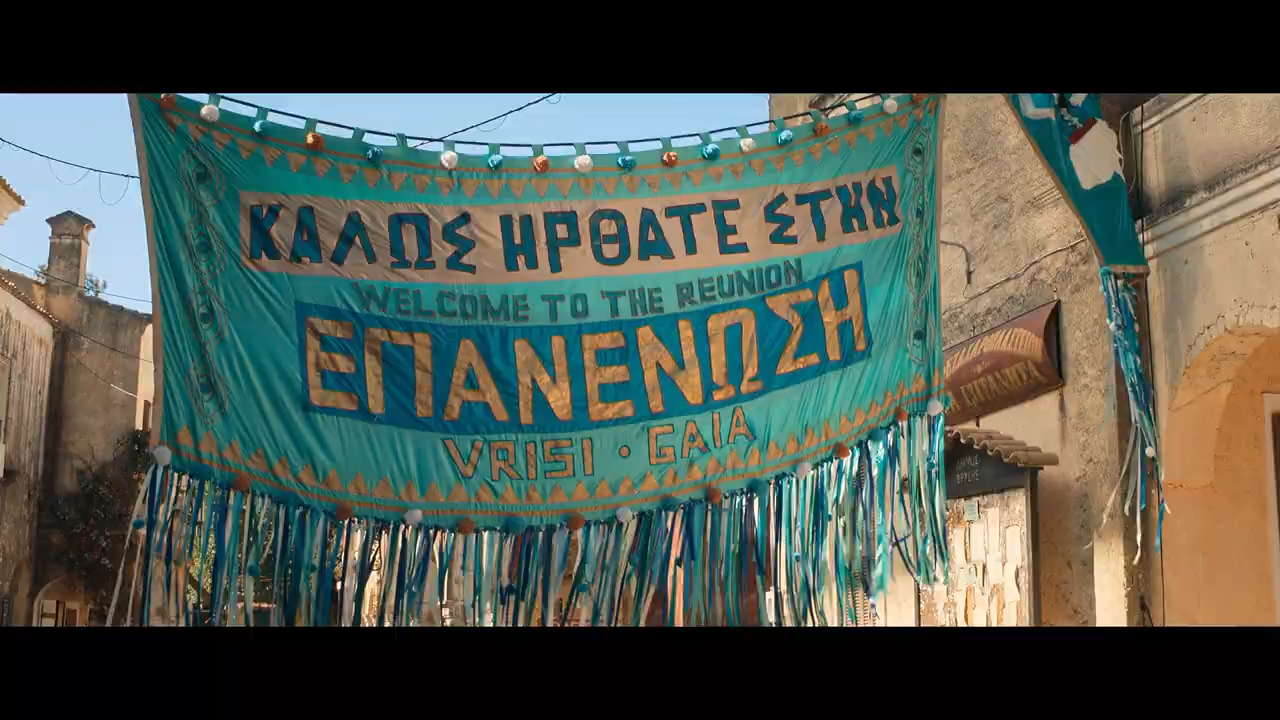 ΚΑΛΩΣ ΗΡΘΑΤΕ ΣΤΗΝ
WELCOME TO THE REUNION
ΕΠΑΝΕΝΩΣΗ
VRISI • GAIA